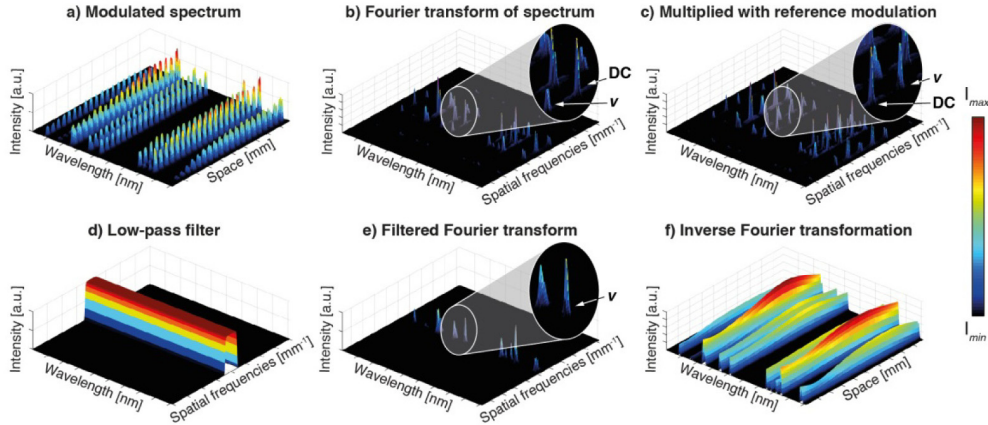 a) Modulated spectrum
b) Fourier transform of spectrum
c) Multiplied with reference modulation
Intensity [a.u.]
Wavelength [nm]
Space [mm]
Intensity [a.u.]
Wavelength [nm]
Spatial frequencies [mm⁻¹]
DC
v
Intensity [a.u.]
Wavelength [nm]
Spatial frequencies [mm⁻¹]
v
DC
Imax
Imin
d) Low-pass filter
e) Filtered Fourier transform
f) Inverse Fourier transformation
Intensity [a.u.]
Wavelength [nm]
Spatial frequencies [mm⁻¹]
Intensity [a.u.]
Wavelength [nm]
Spatial frequencies [mm⁻¹]
v
Intensity [a.u.]
Wavelength [nm]
Space [mm]